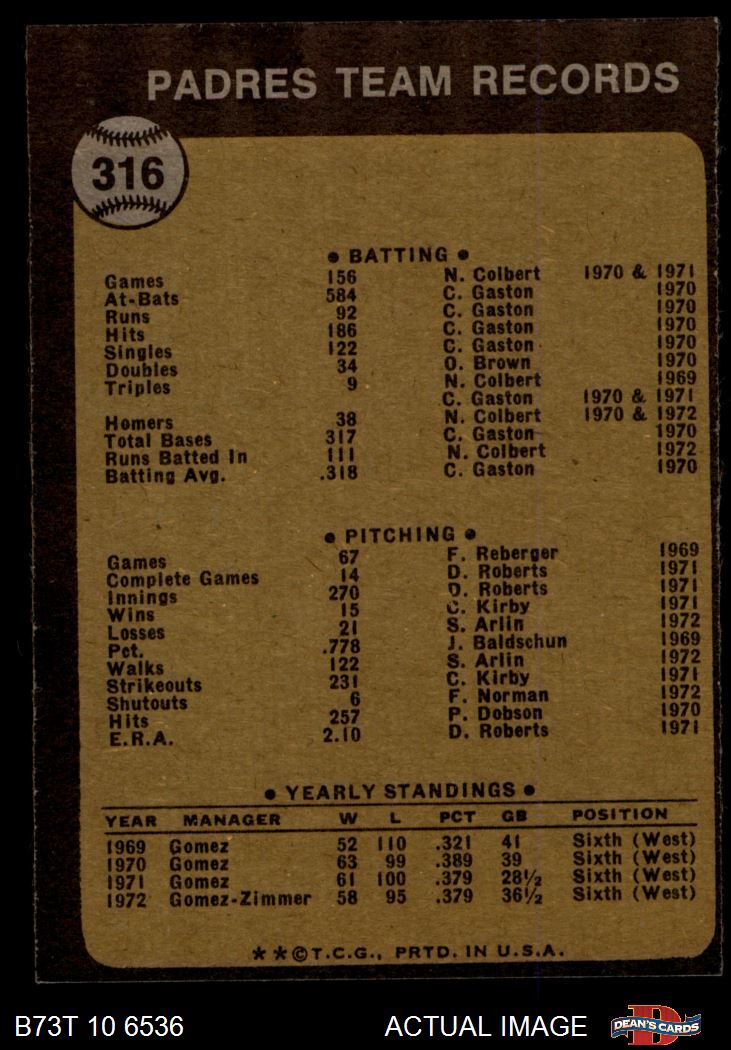 PADRES TEAM RECORDS
316
• BATTING •
Games 156 N. Colbert 1970 & 1971
At-Bats 584 C. Gaston 1970
Runs 92 C. Gaston 1970
Hits 186 C. Gaston 1970
Singles 122 C. Gaston 1970
Doubles 34 O. Brown 1970
Triples 9 N. Colbert 1969
C. Gaston 1970 & 1971
Homers 38 N. Colbert 1970 & 1972
Total Bases 317 C. Gaston 1970
Runs Batted In 111 N. Colbert 1972
Batting Avg. .318 C. Gaston 1970
• PITCHING •
Games 67 F. Reberger 1969
Complete Games 14 D. Roberts 1971
Innings 270 D. Roberts 1971
Wins 15 C. Kirby 1971
Losses 21 S. Arlin 1972
Pct. .778 J. Baldschun 1969
Walks 122 S. Arlin 1972
Strikeouts 231 C. Kirby 1971
Shutouts 6 F. Norman 1972
Hits 257 P. Dobson 1970
E.R.A. 2.10 D. Roberts 1971
• YEARLY STANDINGS •
YEAR MANAGER W L PCT GB POSITION
1969 Gomez 52 110 .321 41 Sixth (West)
1970 Gomez 63 99 .389 39 Sixth (West)
1971 Gomez 61 100 .379 28½ Sixth (West)
1972 Gomez-Zimmer 58 95 .379 36½ Sixth (West)
**©T.C.G., PRTD. IN U.S.A.
B73T 10 6536 ACTUAL IMAGE DEAN'S CARDS